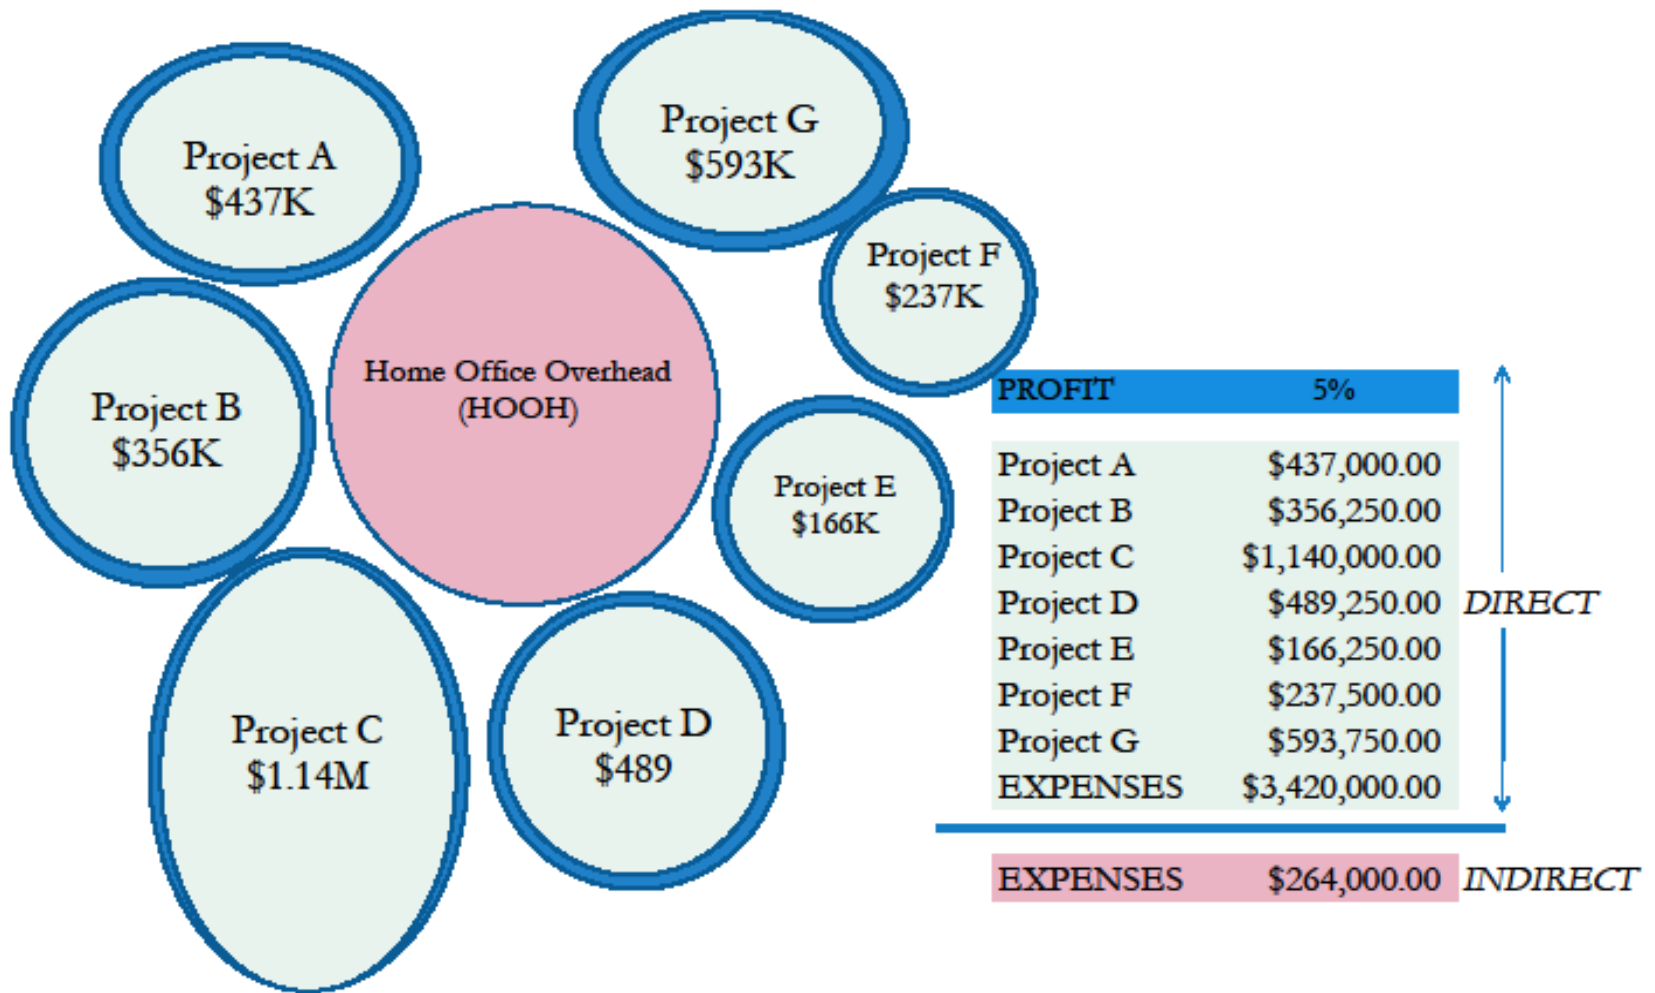 Project A
$437K
Project G
$593K
Project F
$237K
Home Office Overhead
(HOOH)
Project B
$356K
Project E
$166K
Project C
$1.14M
Project D
$489
PROFIT 5%
Project A $437,000.00
Project B $356,250.00
Project C $1,140,000.00
Project D $489,250.00 DIRECT
Project E $166,250.00
Project F $237,500.00
Project G $593,750.00
EXPENSES $3,420,000.00
EXPENSES $264,000.00 INDIRECT